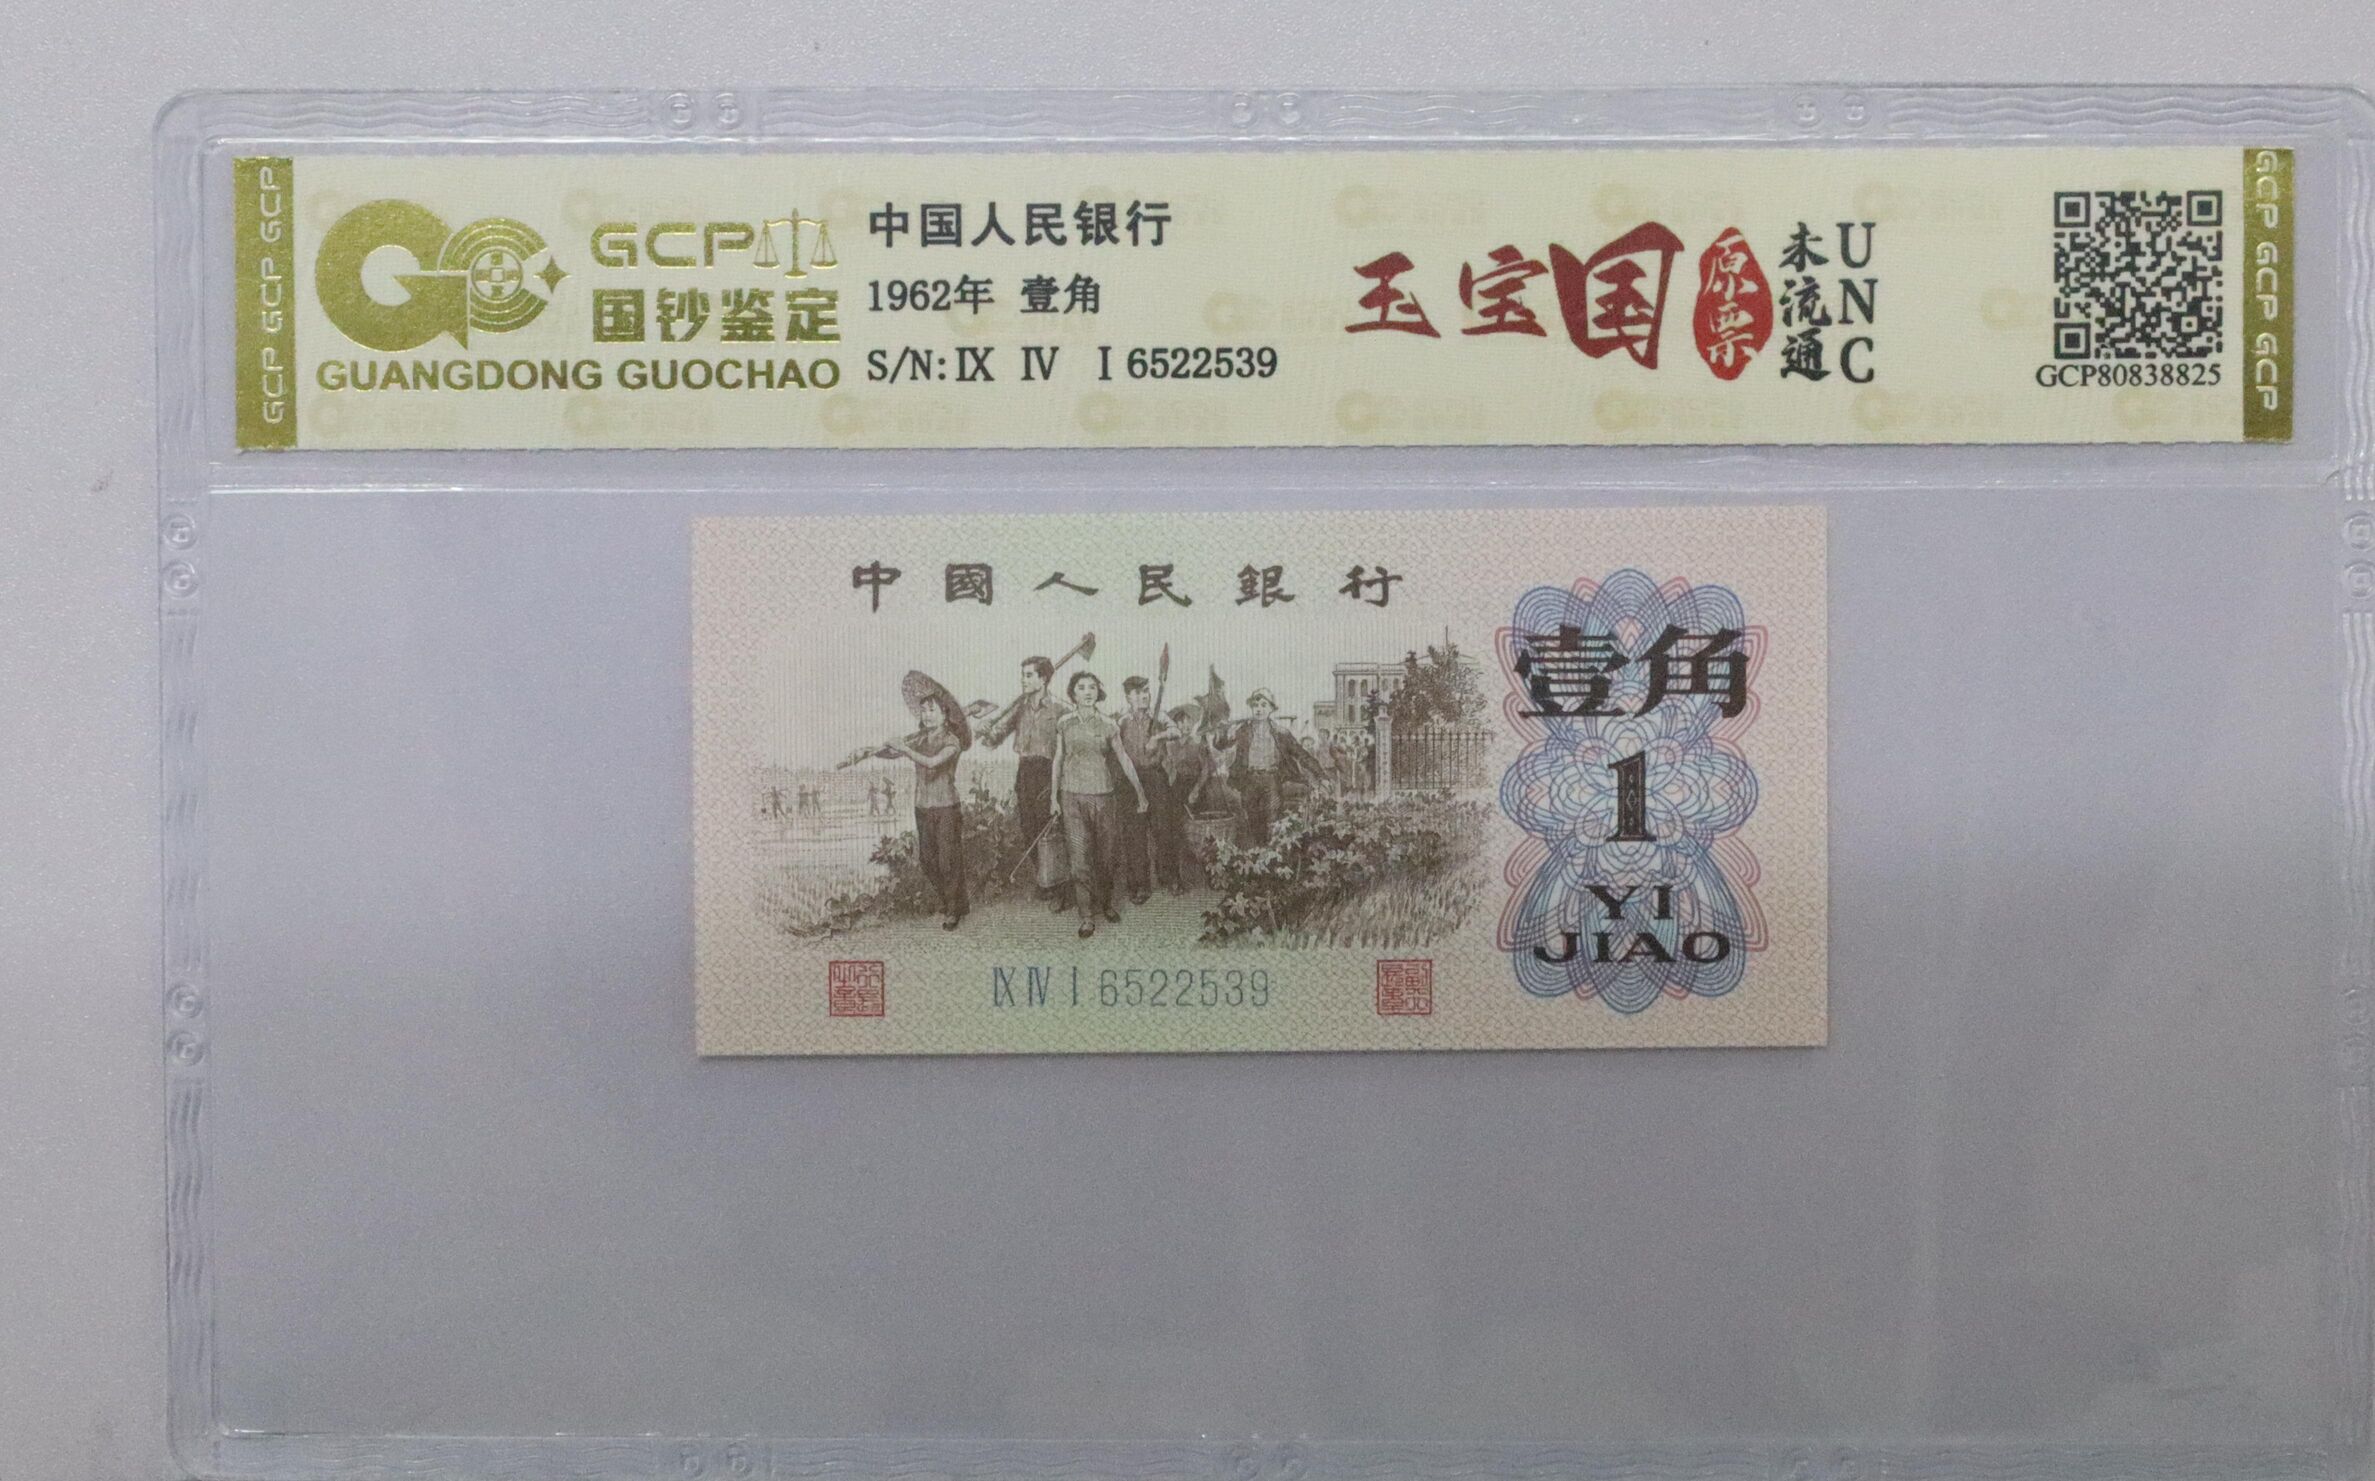 GCP GCP GCP
GCP
国钞鉴定
GUANGDONG GUOCHAO
中国人民银行
1962年 壹角
S/N: IX IV I 6522539
玉宝国
原票
未流通
UNC
GCP80838825
GCP GCP GCP
中國人民銀行
壹角
1
YI
JIAO
IX IV I 6522539